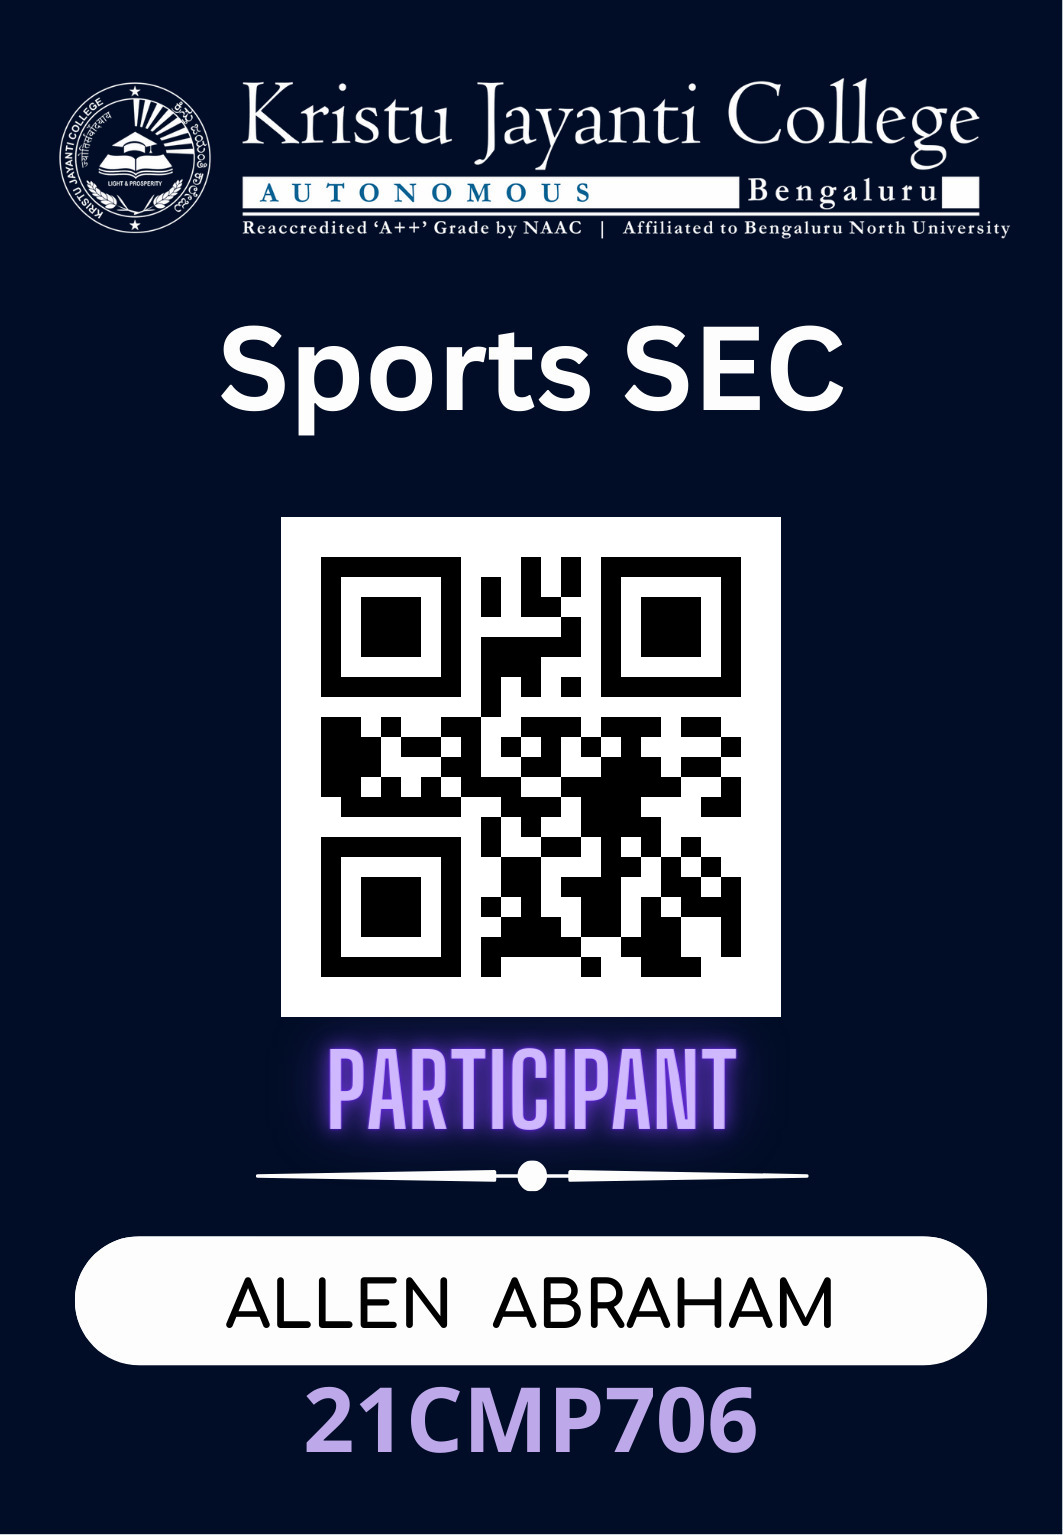 KRISTU JAYANTI COLLEGE
ज्योतिसंवादयाय
LIGHT & PROSPERITY
Kristu Jayanti College
AUTONOMOUS Bengaluru
Reaccredited ‘A++’ Grade by NAAC | Affiliated to Bengaluru North University
Sports SEC
PARTICIPANT
ALLEN ABRAHAM
21CMP706